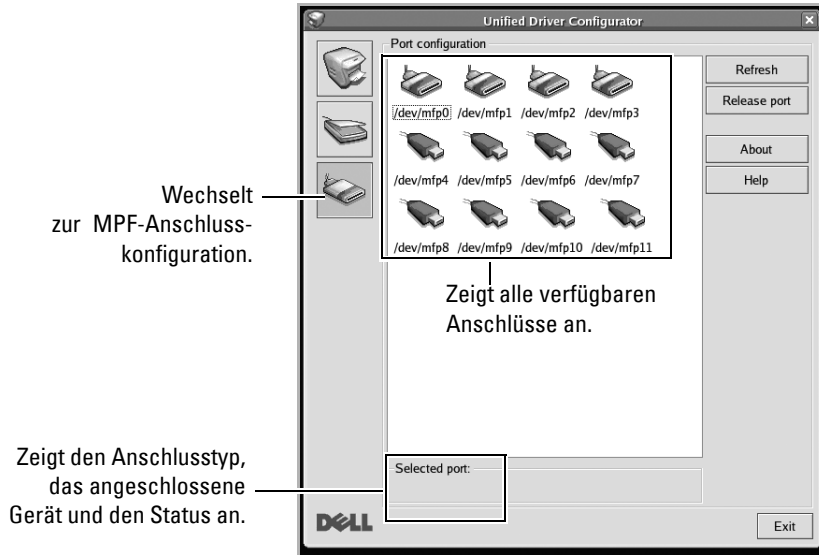 Unified Driver Configurator
Port configuration
/dev/mfp0 /dev/mfp1 /dev/mfp2 /dev/mfp3
/dev/mfp4 /dev/mfp5 /dev/mfp6 /dev/mfp7
/dev/mfp8 /dev/mfp9 /dev/mfp10 /dev/mfp11
Refresh
Release port
About
Help
Wechselt
zur MPF-Anschluss-
konfiguration.
Zeigt alle verfügbaren
Anschlüsse an.
Zeigt den Anschlusstyp,
das angeschlossene
Gerät und den Status an.
Selected port:
DELL
Exit